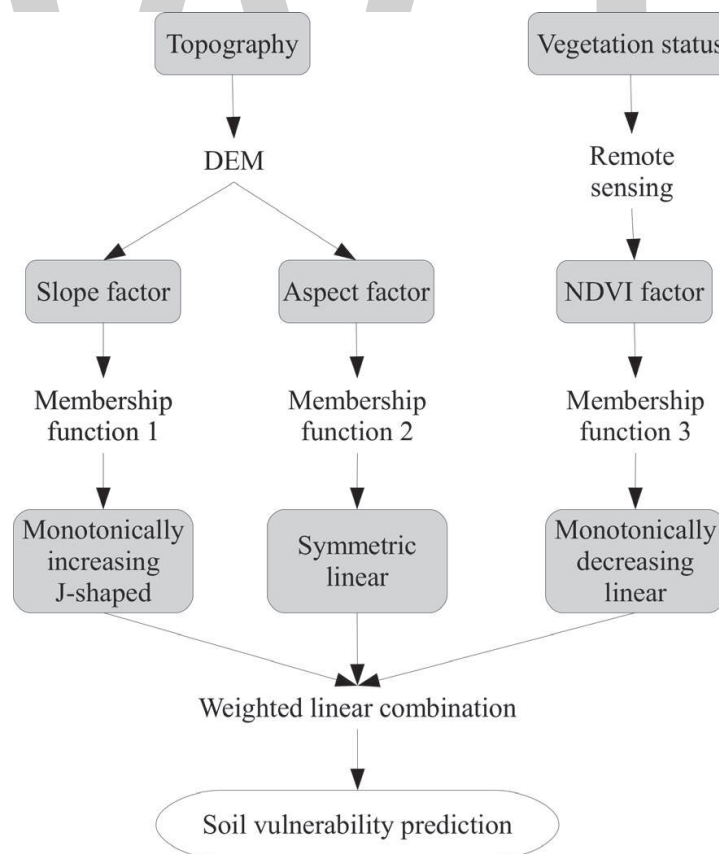 Topography
Vegetation status
DEM
Remote
sensing
Slope factor
Aspect factor
NDVI factor
Membership
function 1
Membership
function 2
Membership
function 3
Monotonically
increasing
J-shaped
Symmetric
linear
Monotonically
decreasing
linear
Weighted linear combination
Soil vulnerability prediction